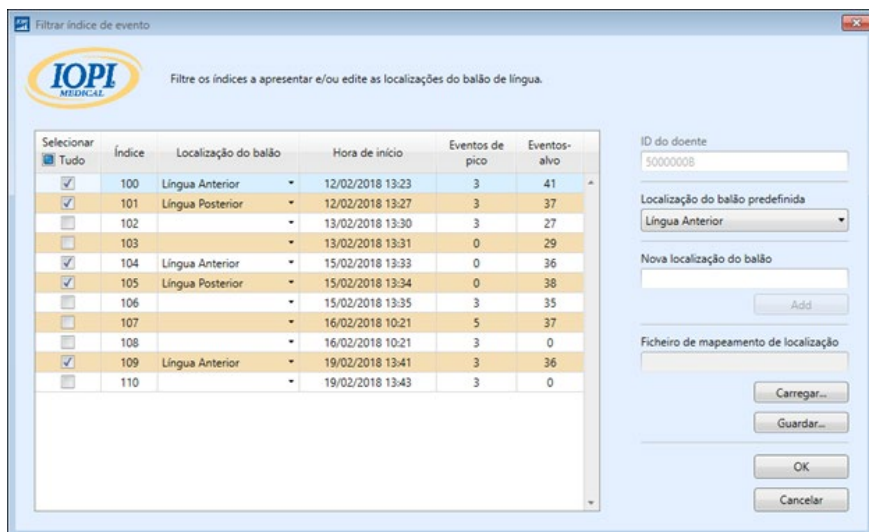 Filtrar índice de evento
IOPI
MEDICAL
Filtre os índices a apresentar e/ou edite as localizações do balão de língua.
Selecionar
Tudo
Índice
Localização do balão
Hora de início
Eventos de
pico
Eventos-
alvo
100 Língua Anterior 12/02/2018 13:23 3 41
101 Língua Posterior 12/02/2018 13:27 3 37
102 13/02/2018 13:30 3 27
103 13/02/2018 13:31 0 29
104 Língua Anterior 15/02/2018 13:33 0 36
105 Língua Posterior 15/02/2018 13:34 0 38
106 15/02/2018 13:35 3 35
107 16/02/2018 10:21 5 37
108 16/02/2018 10:21 3 0
109 Língua Anterior 19/02/2018 13:41 3 36
110 19/02/2018 13:43 3 0
ID do doente
50000008
Localização do balão predefinida
Língua Anterior
Nova localização do balão
Add
Ficheiro de mapeamento de localização
Carregar...
Guardar...
OK
Cancelar